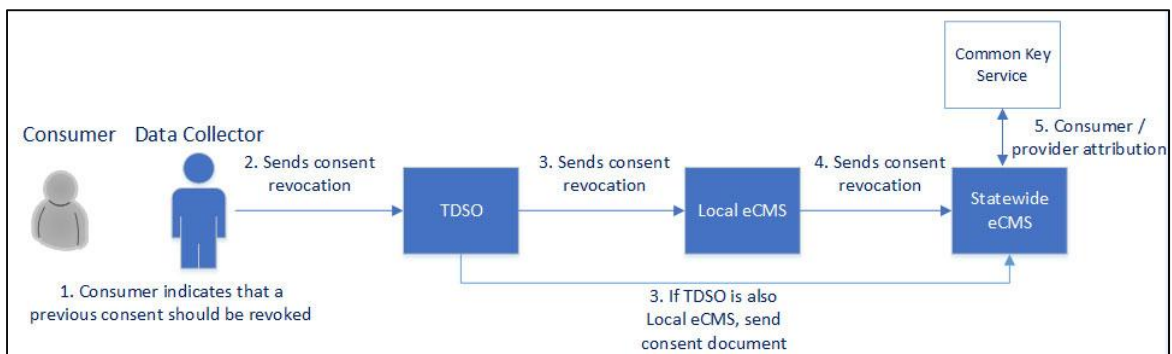 Common Key
Service
Consumer
Data Collector
5. Consumer /
provider attribution
2. Sends consent
revocation
3. Sends consent
revocation
4. Sends consent
revocation
TDSO
Local eCMS
Statewide
eCMS
1. Consumer indicates that a
previous consent should be revoked
3. If TDSO is also
Local eCMS, send
consent document